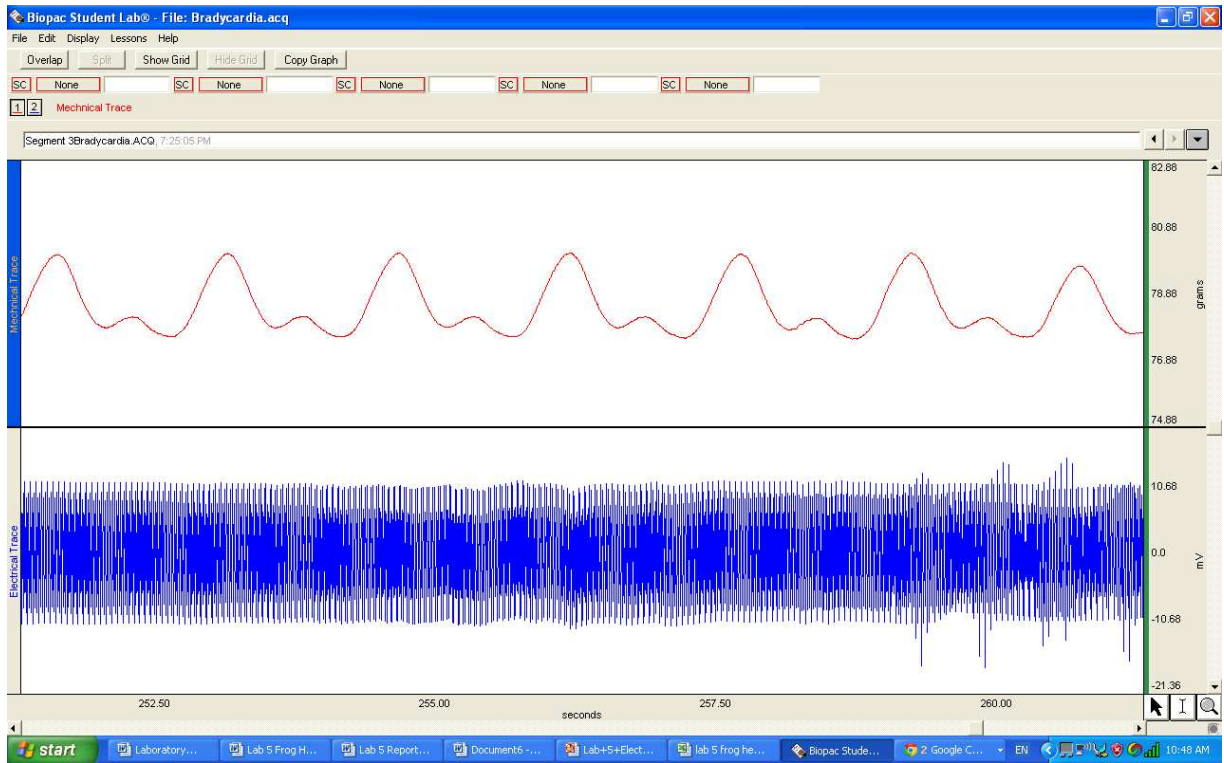 Biopac Student Lab® - File: Bradycardia.acq
File Edit Display Lessons Help
Overlap Split Show Grid Hide Grid Copy Graph
SC None SC None SC None SC None SC None
1 2 Mechnical Trace
Segment 3Bradycardia.ACQ, 7:25:05 PM
82.88
80.88
78.88
76.88
74.88
grams
Mechnical Trace
10.68
0.0
-10.68
-21.36
mV
Electrical Trace
252.50 255.00 257.50 260.00
seconds
start Laboratory... Lab 5 Frog H... Lab 5 Report... Document6 -... Lab+5+Elect... lab 5 frog he... Biopac Stude... 2 Google C... EN 10:48 AM